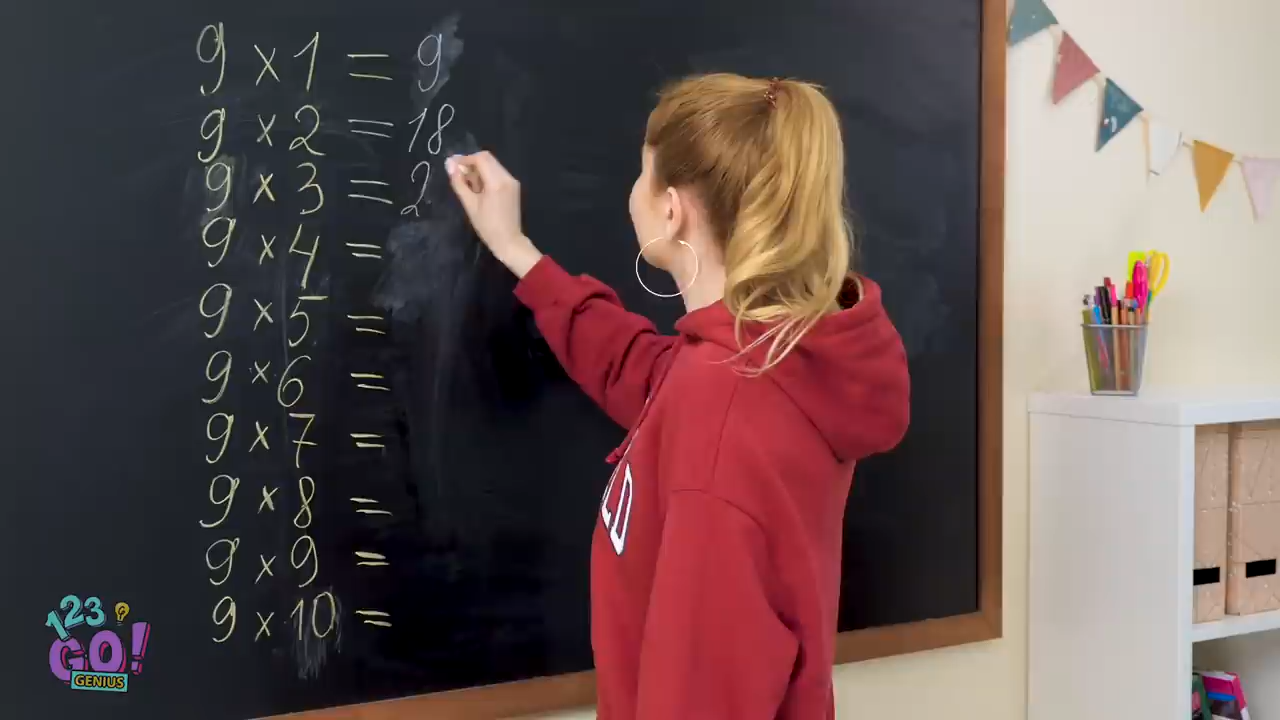 9 × 1 = 9
9 × 2 = 18
9 × 3 = 2
9 × 4 =
9 × 5 =
9 × 6 =
9 × 7 =
9 × 8 =
9 × 9 =
9 × 10 =
LD
123
GO!
GENIUS